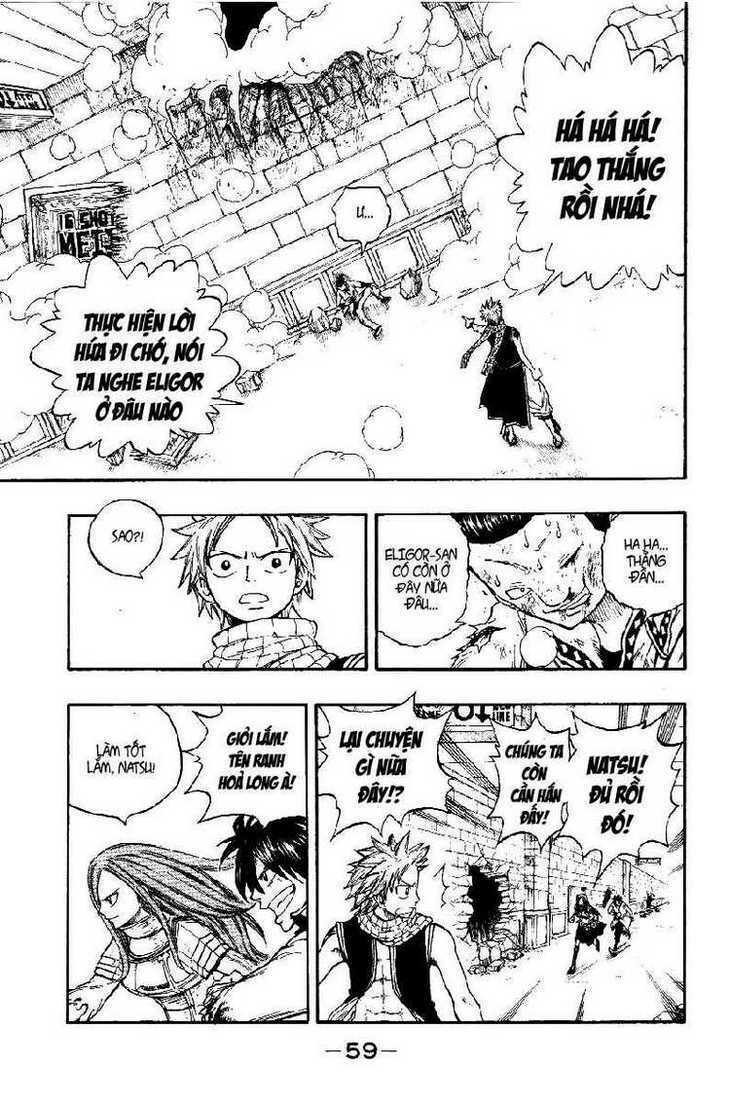 HÁ HÁ HÁ!
TAO THẮNG
RỒI NHÁ!
Ư...
16 SHOT
THỰC HIỆN LỜI
HỨA ĐI CHỚ, NÓI
TA NGHE ELIGOR
Ở ĐÂU NÀO
HA HA...
THẰNG
ĐẦN...
ELIGOR-SAN
CÓ CÒN Ở
ĐÂY NỮA
ĐÂU...
SAO?!
NATSU!
ĐỦ RỒI
ĐÓ!
CHÚNG TA
CÒN
CẦN HẮN
ĐẤY!
LẠI CHUYỆN
GÌ NỮA
ĐÂY!?
LINE
GIỎI LẮM!
TÊN RANH
HOẢ LONG À!
LÀM TỐT
LẮM, NATSU!
-59-